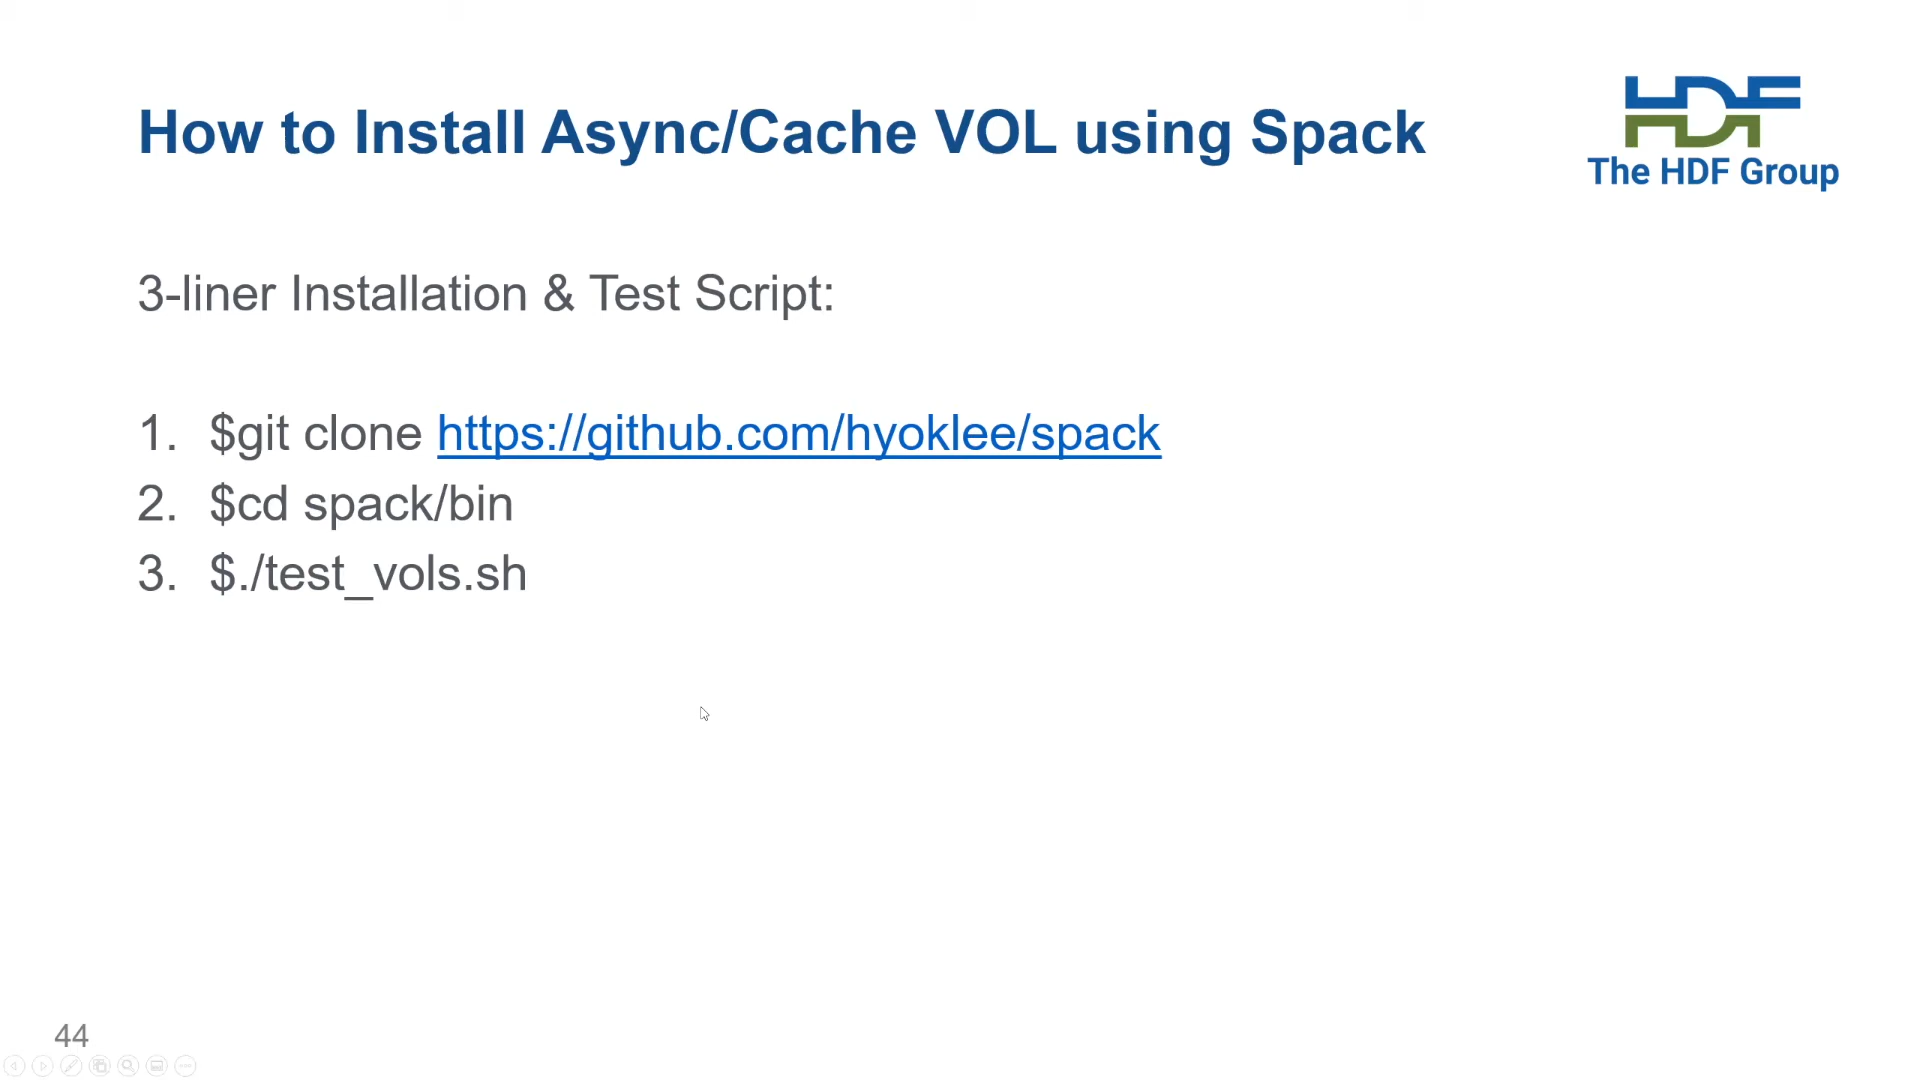 How to Install Async/Cache VOL using Spack
HDF
The HDF Group
3-liner Installation & Test Script:
1. $git clone https://github.com/hyoklee/spack
2. $cd spack/bin
3. $./test_vols.sh
44